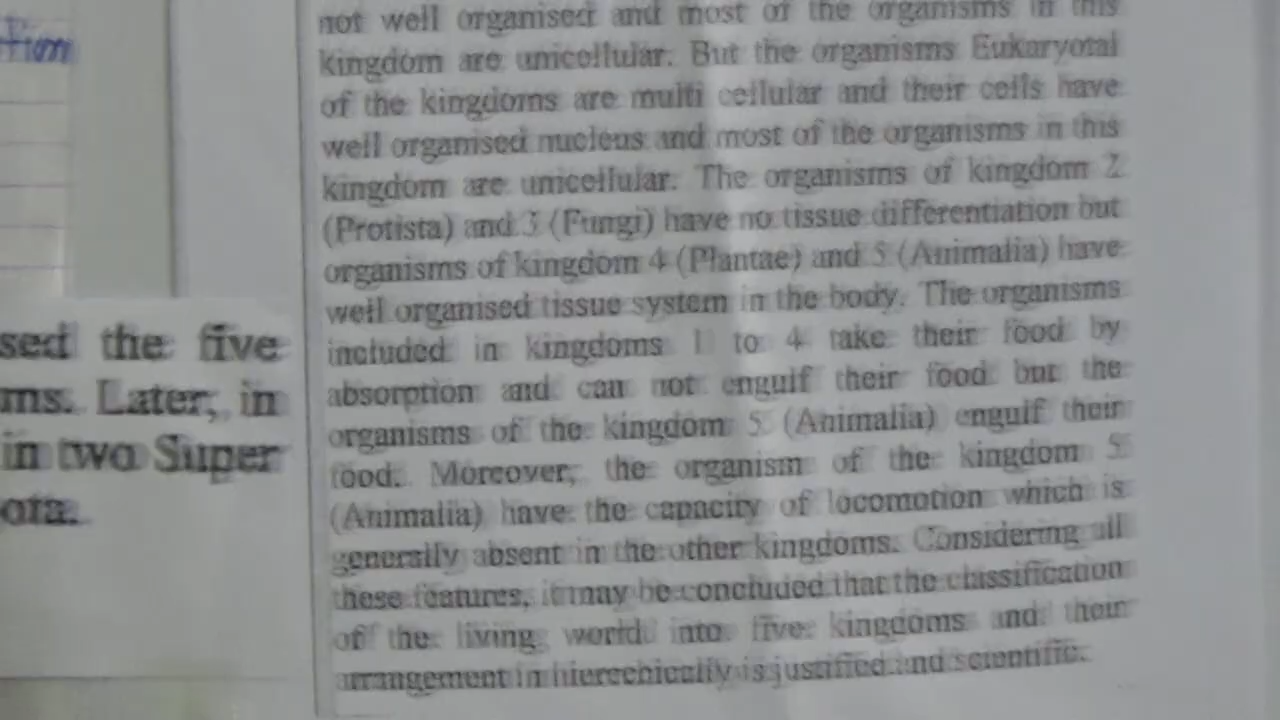 tion
sed the five
ms. Later, in
in two Super
ota.
not well organised and most of the organisms in this
kingdom are unicellular. But the organisms Eukaryotal
of the kingdoms are multi cellular and their cells have
well organised nucleus and most of the organisms in this
kingdom are unicellular. The organisms of kingdom 2
(Protista) and 3 (Fungi) have no tissue differentiation but
organisms of kingdom 4 (Plantae) and 5 (Animalia) have
well organised tissue system in the body. The organisms
included in kingdoms 1 to 4 take their food by
absorption and can not engulf their food but the
organisms of the kingdom 5 (Animalia) engulf their
food. Moreover, the organism of the kingdom 5
(Animalia) have the capacity of locomotion which is
generally absent in the other kingdoms. Considering all
these features, it may be concluded that the classification
of the living world into five kingdoms and their
arrangement in hierechically is justified and scientific.